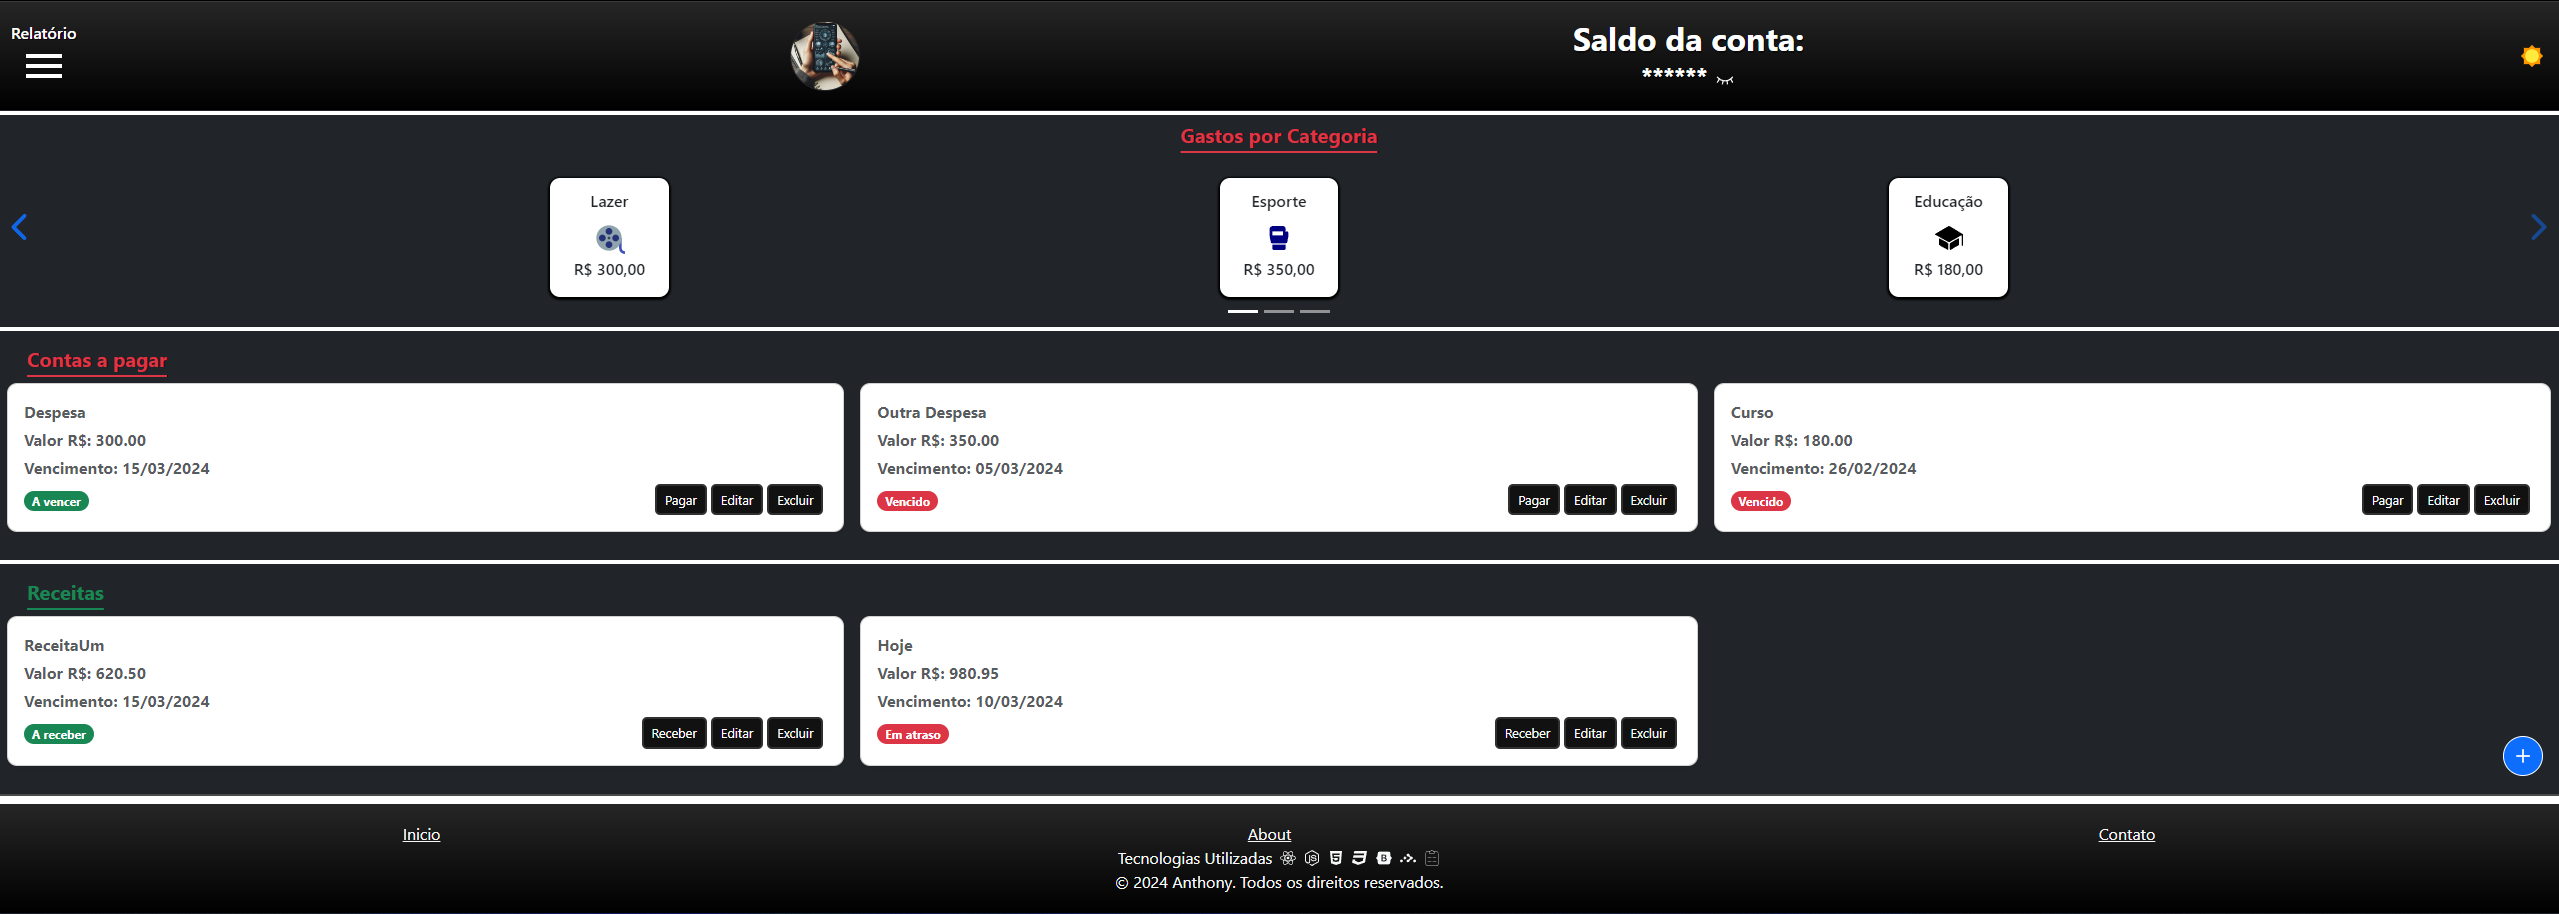 Relatório
Saldo da conta:
******
Gastos por Categoria
Lazer
R$ 300,00
Esporte
R$ 350,00
Educação
R$ 180,00
Contas a pagar
Despesa
Valor R$: 300.00
Vencimento: 15/03/2024
A vencer
Pagar Editar Excluir
Outra Despesa
Valor R$: 350.00
Vencimento: 05/03/2024
Vencido
Pagar Editar Excluir
Curso
Valor R$: 180.00
Vencimento: 26/02/2024
Vencido
Pagar Editar Excluir
Receitas
ReceitaUm
Valor R$: 620.50
Vencimento: 15/03/2024
A receber
Receber Editar Excluir
Hoje
Valor R$: 980.95
Vencimento: 10/03/2024
Em atraso
Receber Editar Excluir
Inicio
About
Contato
Tecnologias Utilizadas
© 2024 Anthony. Todos os direitos reservados.